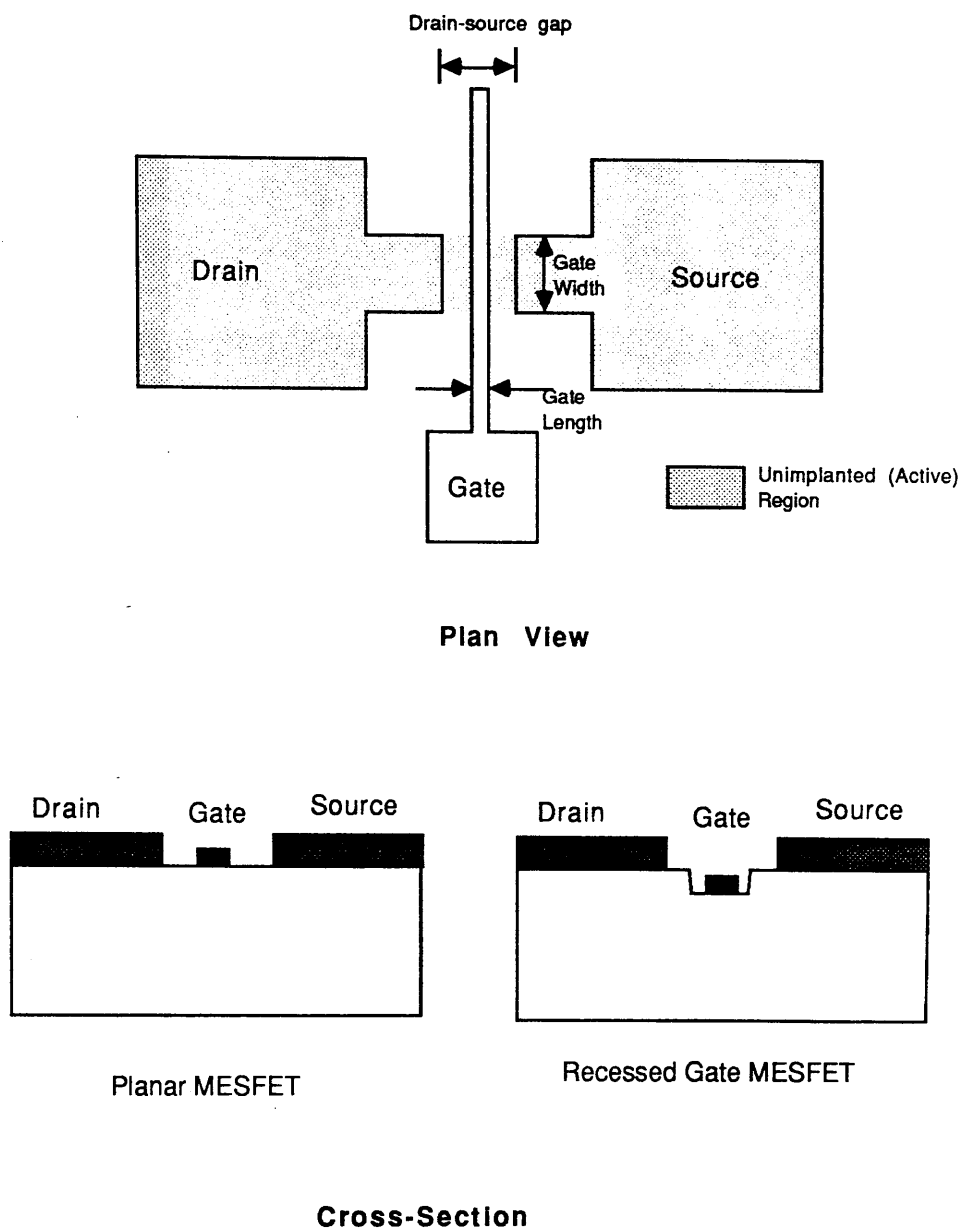 Drain-source gap
Drain
Gate
Width
Source
Gate
Length
Gate
Unimplanted (Active)
Region
Plan View
Drain
Gate
Source
Drain
Gate
Source
Planar MESFET
Recessed Gate MESFET
Cross-Section